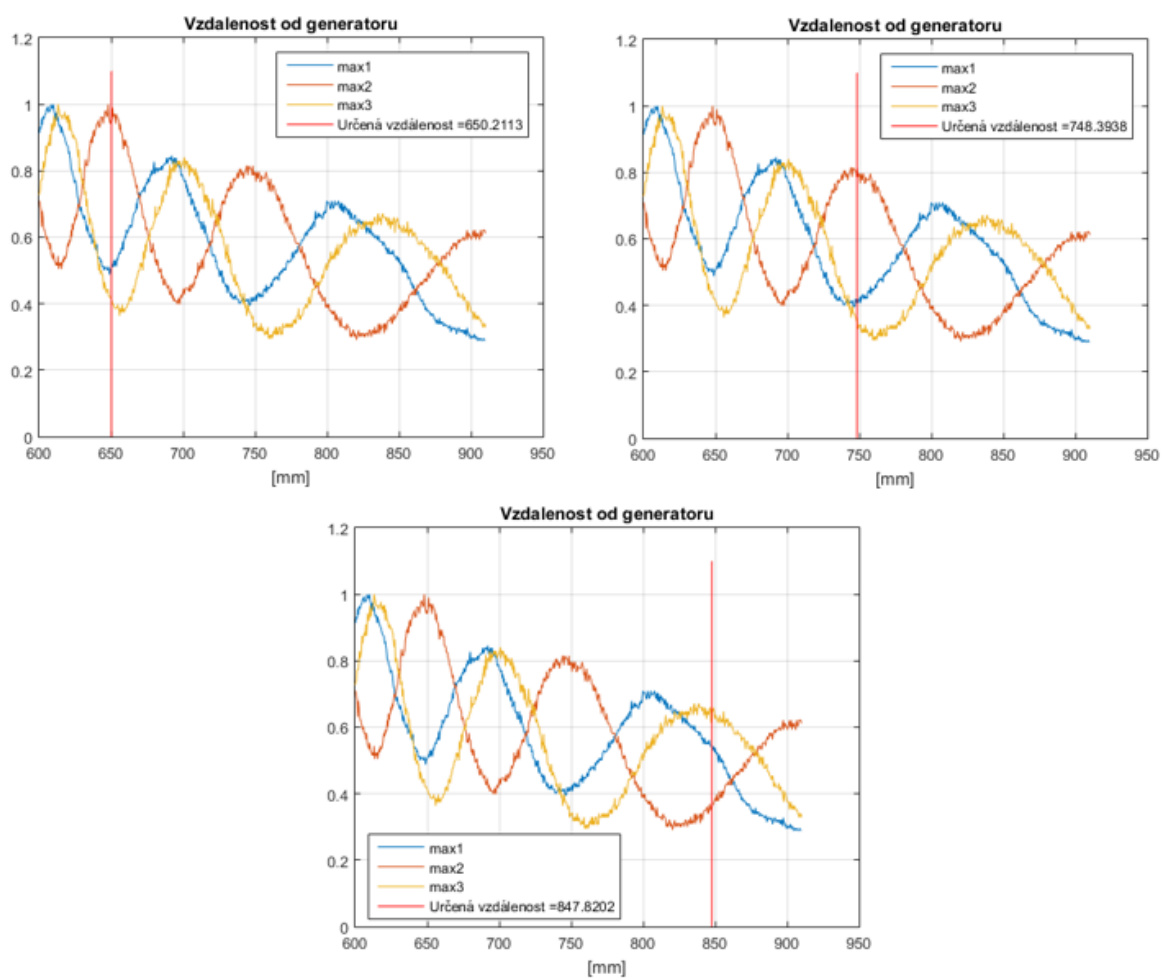 Vzdalenost od generatoru
1.2
max1
max2
max3
Určená vzdálenost =650.2113
1
0.8
0.6
0.4
0.2
0
600 650 700 750 800 850 900 950
[mm]
Vzdalenost od generatoru
1.2
max1
max2
max3
Určená vzdálenost =748.3938
1
0.8
0.6
0.4
0.2
0
600 650 700 750 800 850 900 950
[mm]
Vzdalenost od generatoru
1.2
1
0.8
0.6
0.4
0.2
0
max1
max2
max3
Určená vzdálenost =847.8202
600 650 700 750 800 850 900 950
[mm]